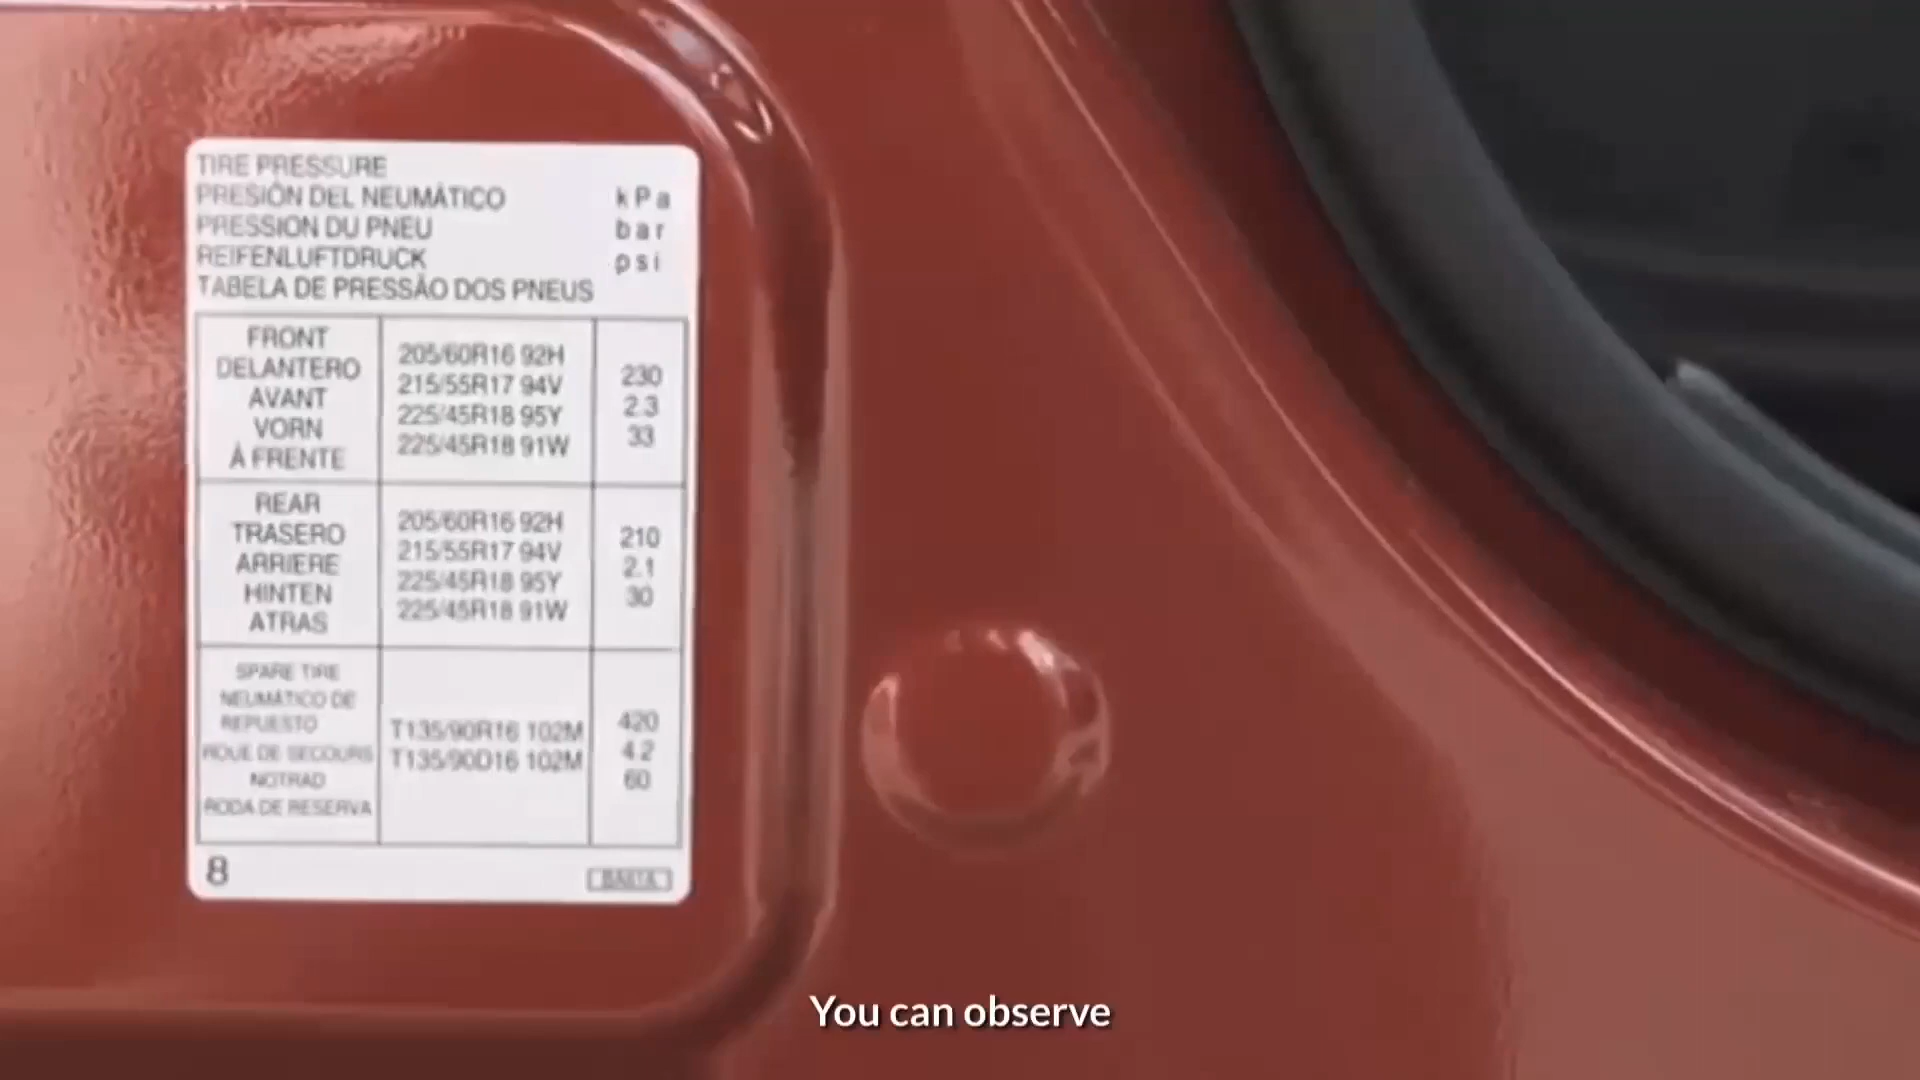 TIRE PRESSURE
PRESIÓN DEL NEUMÁTICO kPa
PRESSION DU PNEU bar
REIFENLUFTDRUCK psi
TABELA DE PRESSÃO DOS PNEUS
FRONT
DELANTERO
AVANT
VORN
À FRENTE
205/60R16 92H
215/55R17 94V
225/45R18 95Y
225/45R18 91W
230
2.3
33
REAR
TRASERO
ARRIERE
HINTEN
ATRAS
205/60R16 92H
215/55R17 94V
225/45R18 95Y
225/45R18 91W
210
2.1
30
SPARE TIRE
NEUMÁTICO DE
REPUESTO
ROUE DE SECOURS
NOTRAD
RODA DE RESERVA
T135/90R16 102M
T135/90D16 102M
420
4.2
60
8
You can observe